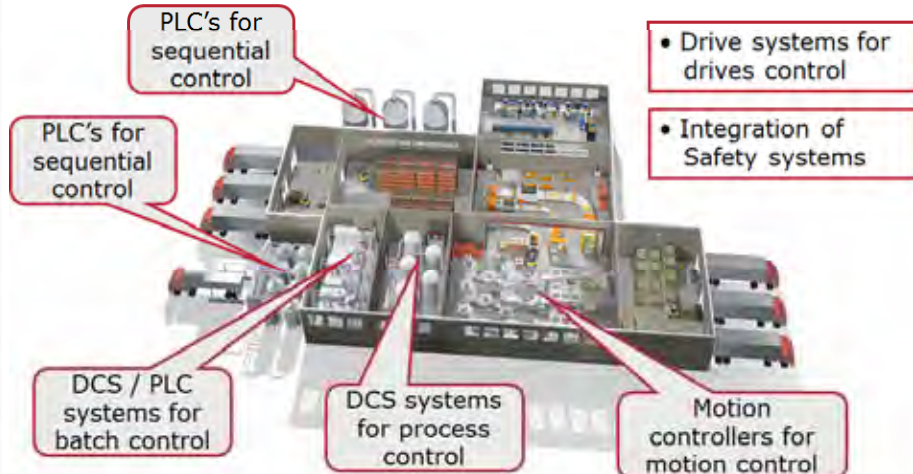 PLC's for
sequential
control
• Drive systems for
drives control
• Integration of
Safety systems
PLC's for
sequential
control
DCS / PLC
systems for
batch control
DCS systems
for process
control
Motion
controllers for
motion control